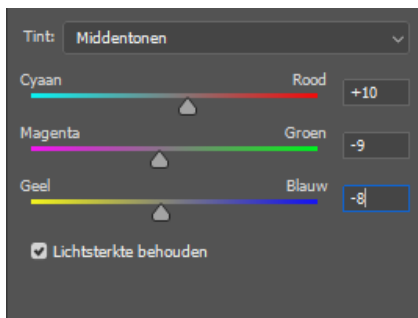 Tint: Middentonen
Cyaan Rood +10
Magenta Groen -9
Geel Blauw -8
Lichtsterkte behouden